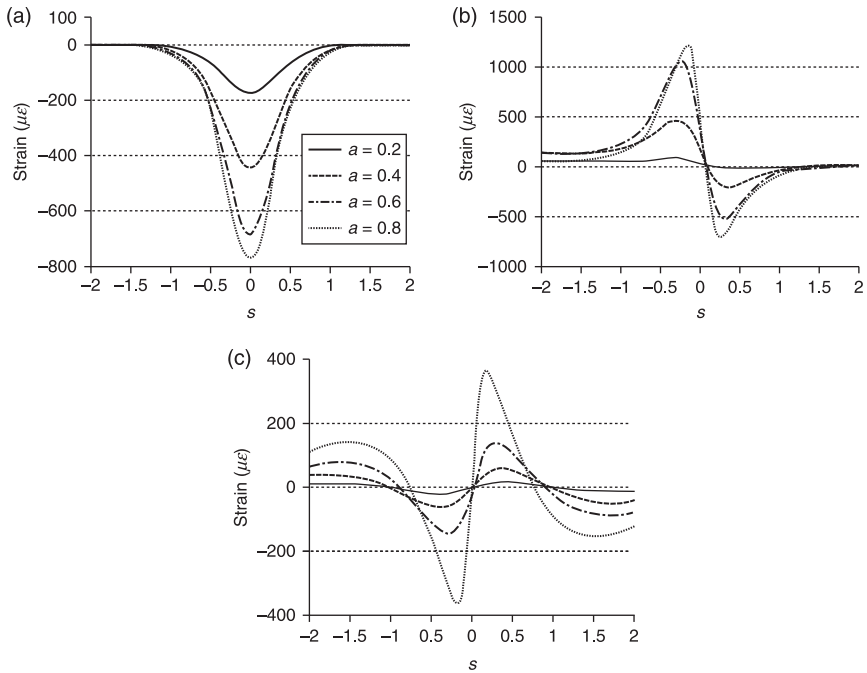 (a)
100
0
−200
−400
−600
−800
Strain (με)
−2 −1.5 −1 −0.5 0 0.5 1 1.5 2
s
a = 0.2
a = 0.4
a = 0.6
a = 0.8
(b)
1500
1000
500
0
−500
−1000
Strain (με)
−2 −1.5 −1 −0.5 0 0.5 1 1.5 2
s
(c)
400
200
0
−200
−400
Strain (με)
−2 −1.5 −1 0.5 0 0.5 1 1.5 2
s